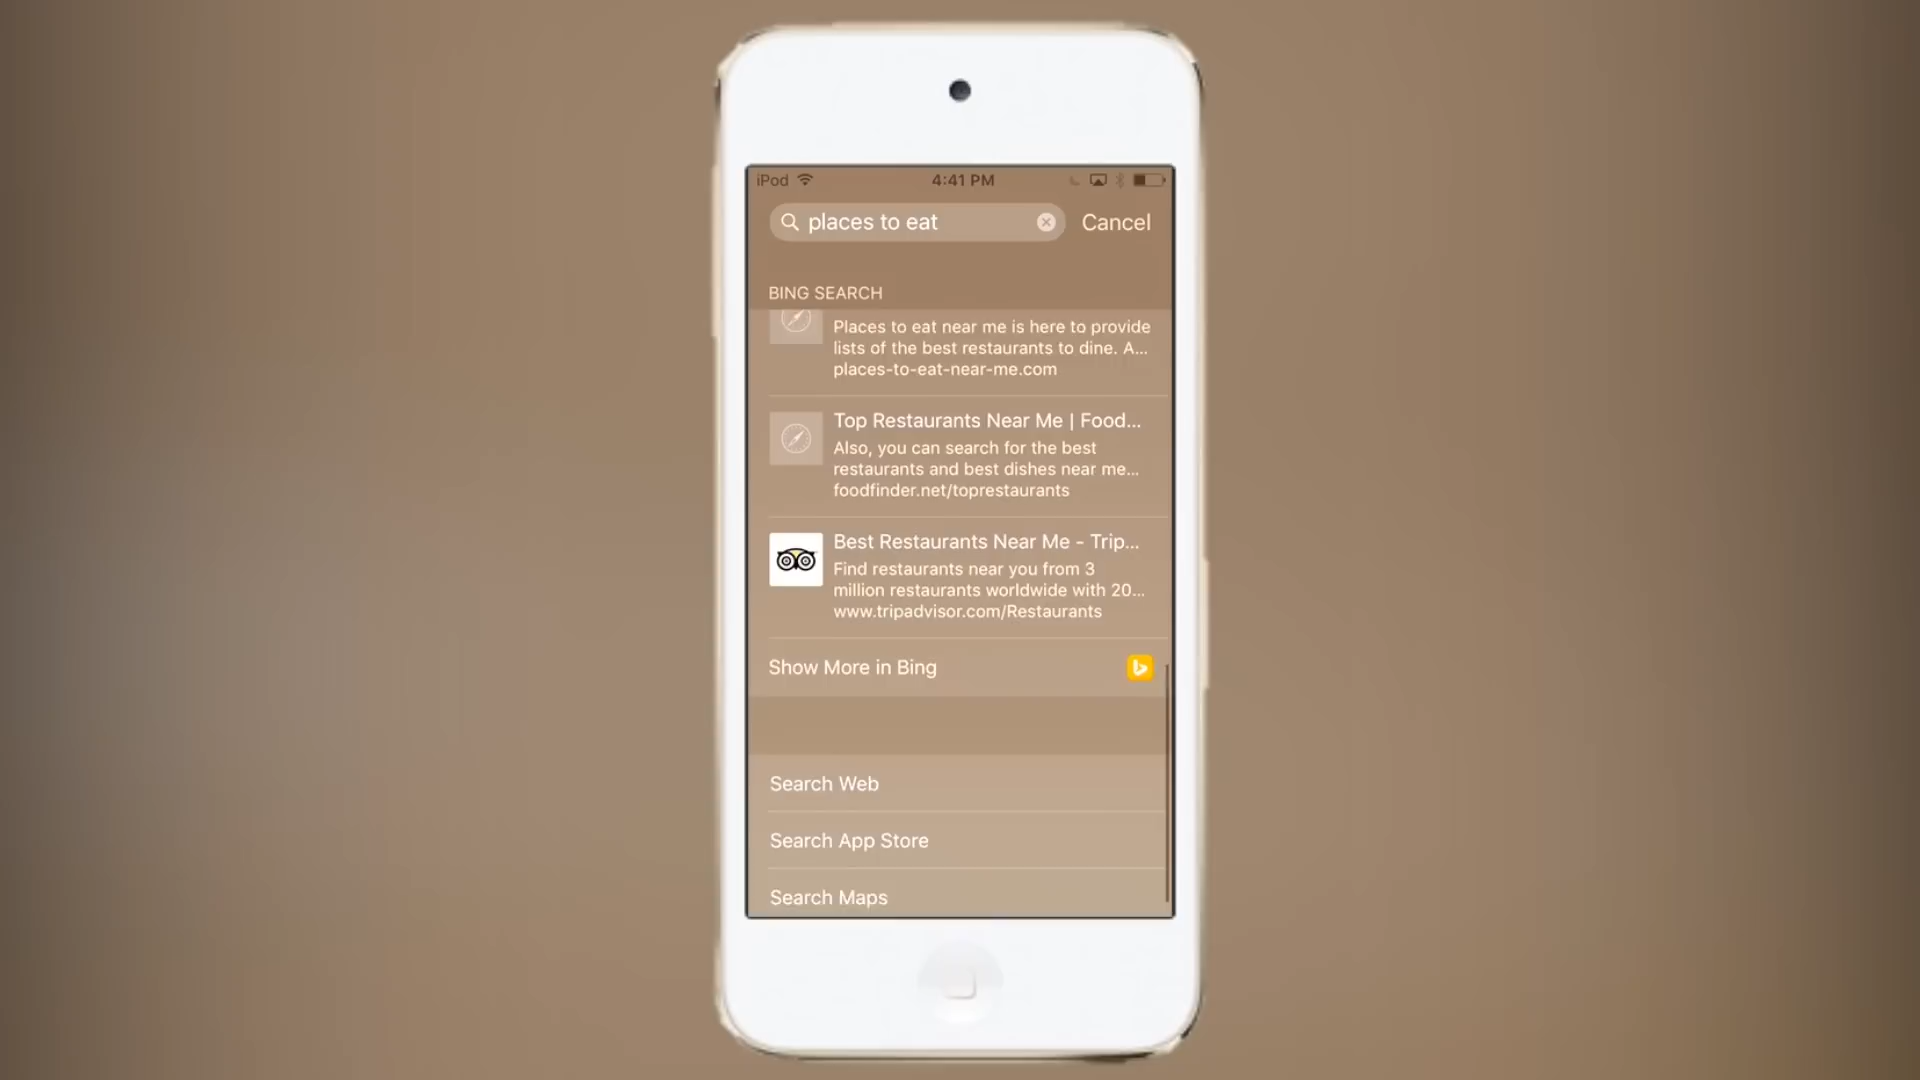 iPod 4:41 PM
places to eat Cancel
BING SEARCH
Places to eat near me is here to provide
lists of the best restaurants to dine. A...
places-to-eat-near-me.com
Top Restaurants Near Me | Food...
Also, you can search for the best
restaurants and best dishes near me...
foodfinder.net/toprestaurants
Best Restaurants Near Me - Trip...
Find restaurants near you from 3
million restaurants worldwide with 20...
www.tripadvisor.com/Restaurants
Show More in Bing
Search Web
Search App Store
Search Maps